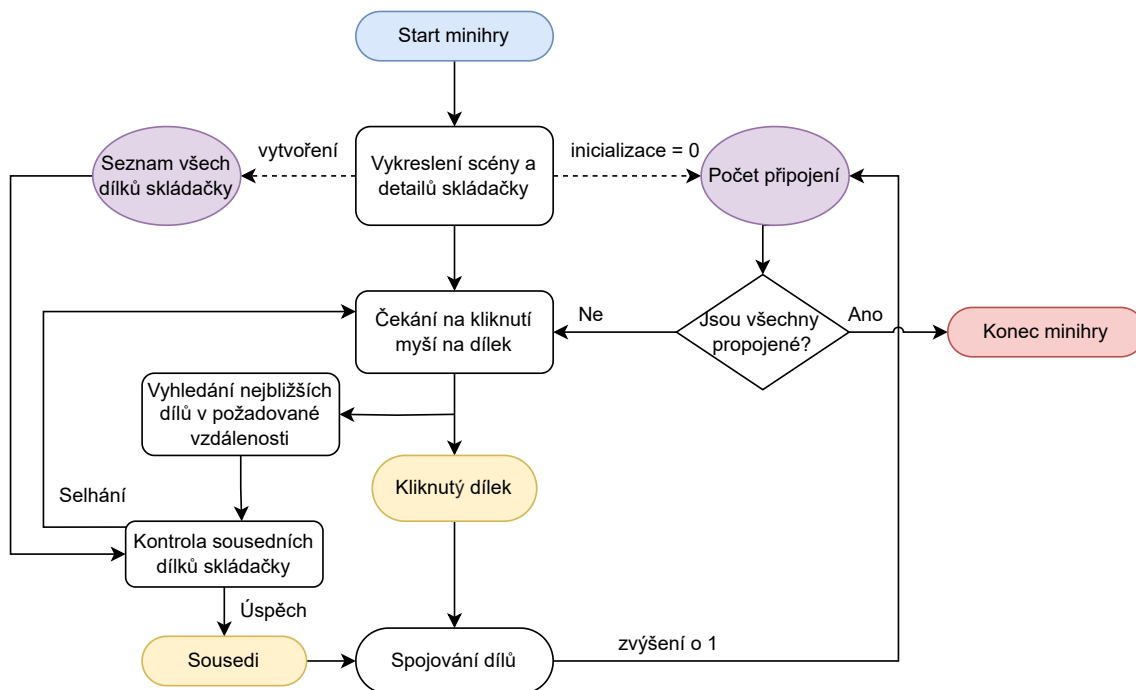 Start minihry
Seznam všech
dílků skládačky
vytvoření
Vykreslení scény a
detailů skládačky
inicializace = 0
Počet připojení
Čekání na kliknutí
myší na dílek
Ne
Jsou všechny
propojené?
Ano
Konec minihry
Vyhledání nejbližších
dílů v požadované
vzdálenosti
Kliknutý dílek
Selhání
Kontrola sousedních
dílků skládačky
Úspěch
Sousedi
Spojování dílů
zvýšení o 1